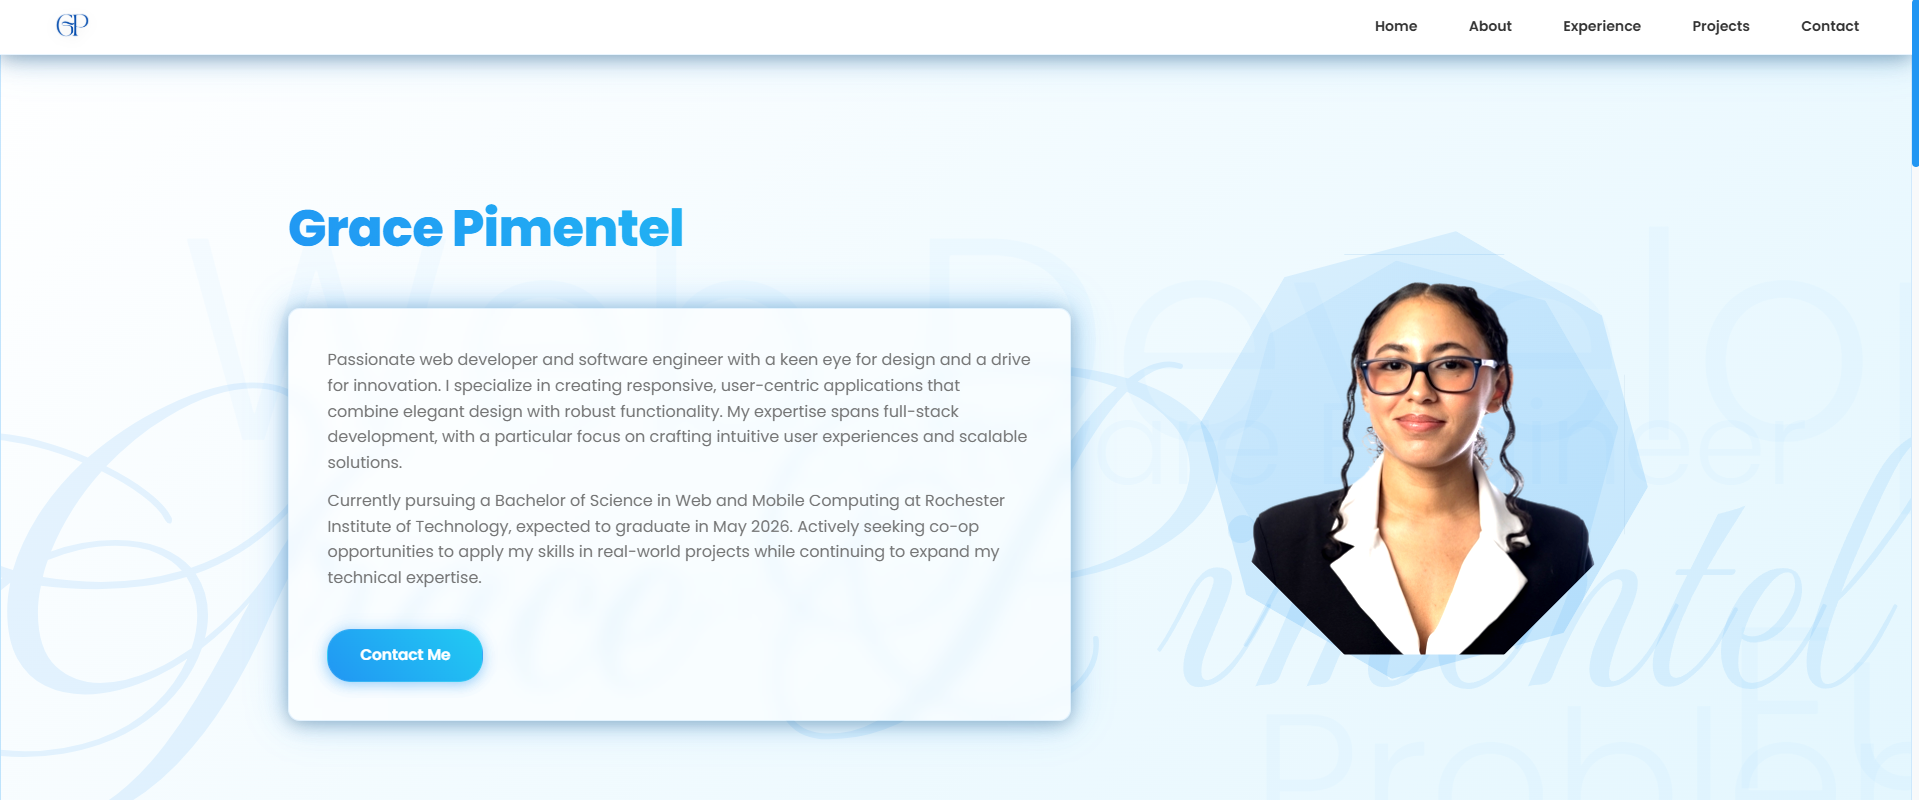 GP
Home
About
Experience
Projects
Contact
Grace Pimentel
Passionate web developer and software engineer with a keen eye for design and a drive
for innovation. I specialize in creating responsive, user-centric applications that
combine elegant design with robust functionality. My expertise spans full-stack
development, with a particular focus on crafting intuitive user experiences and scalable
solutions.
Currently pursuing a Bachelor of Science in Web and Mobile Computing at Rochester
Institute of Technology, expected to graduate in May 2026. Actively seeking co-op
opportunities to apply my skills in real-world projects while continuing to expand my
technical expertise.
Contact Me
Web Develo
Grace Pimentel